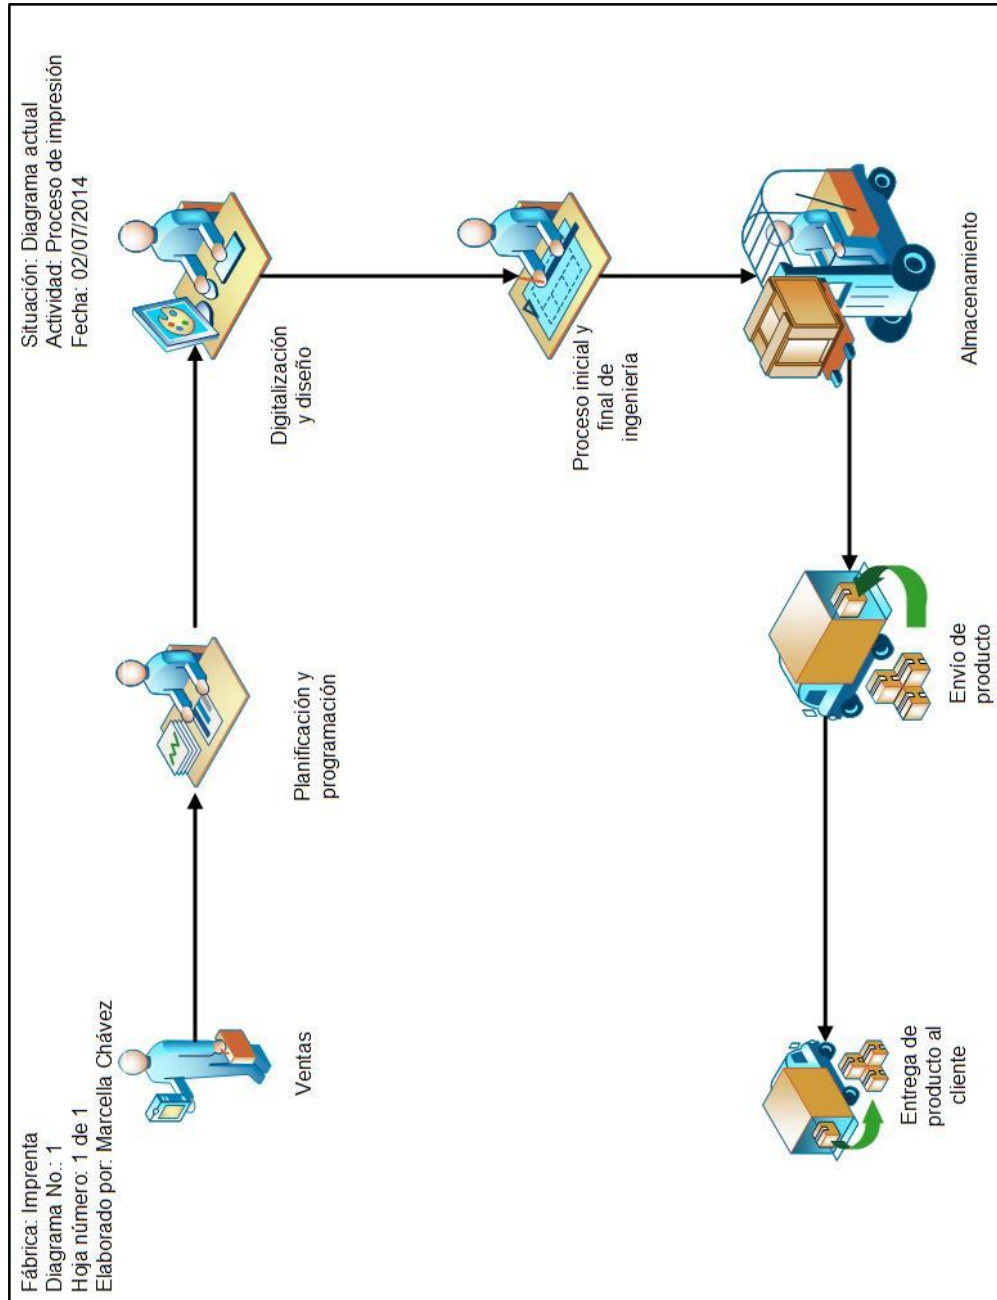 Fábrica: Imprenta
Diagrama No.: 1
Hoja número: 1 de 1
Elaborado por: Marcella Chávez
Situación: Diagrama actual
Actividad: Proceso de impresión
Fecha: 02/07/2014
Ventas
Planificación y
programación
Digitalización
y diseño
Proceso inicial y
final de
ingeniería
Almacenamiento
Envío de
producto
Entrega de
producto al
cliente